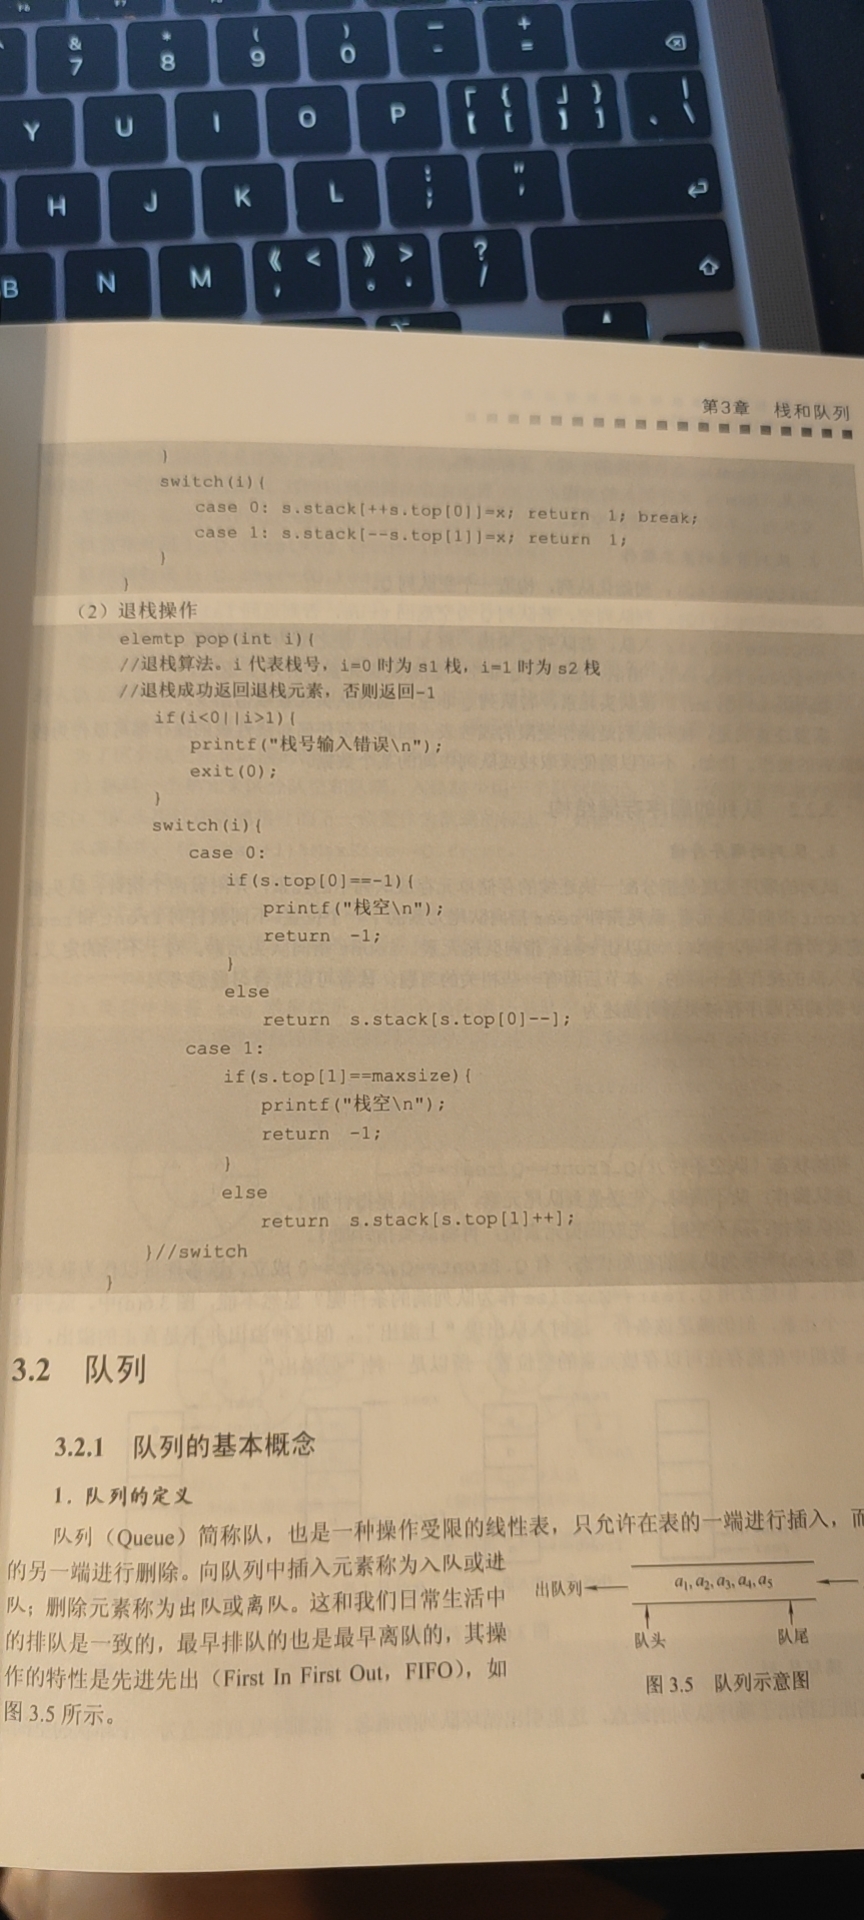 & 7
* 8
( 9
) 0
- -
+ =
Y U I O P 「 { [ [ 」 } ] ] 、 | \
H J K L : ; " '
B N M 《 < , 》 > 。 . ? /
第3章 栈和队列
}
switch(i){
case 0: s.stack[++s.top[0]]=x; return 1; break;
case 1: s.stack[--s.top[1]]=x; return 1;
}
}
（2）退栈操作
elemtp pop(int i){
//退栈算法。i 代表栈号，i=0 时为 s1 栈，i=1 时为 s2 栈
//退栈成功返回退栈元素，否则返回-1
if(i<0||i>1){
printf("栈号输入错误\n");
exit(0);
}
switch(i){
case 0:
if(s.top[0]==-1){
printf("栈空\n");
return -1;
}
else
return s.stack[s.top[0]--];
case 1:
if(s.top[1]==maxsize){
printf("栈空\n");
return -1;
}
else
return s.stack[s.top[1]++];
}//switch
}
3.2 队列
3.2.1 队列的基本概念
1. 队列的定义
队列（Queue）简称队，也是一种操作受限的线性表，只允许在表的一端进行插入，而
的另一端进行删除。向队列中插入元素称为入队或进
队；删除元素称为出队或离队。这和我们日常生活中
的排队是一致的，最早排队的也是最早离队的，其操
作的特性是先进先出（First In First Out，FIFO），如
图 3.5 所示。
出队列
a₁, a₂, a₃, a₄, a₅
队头 队尾
图 3.5 队列示意图